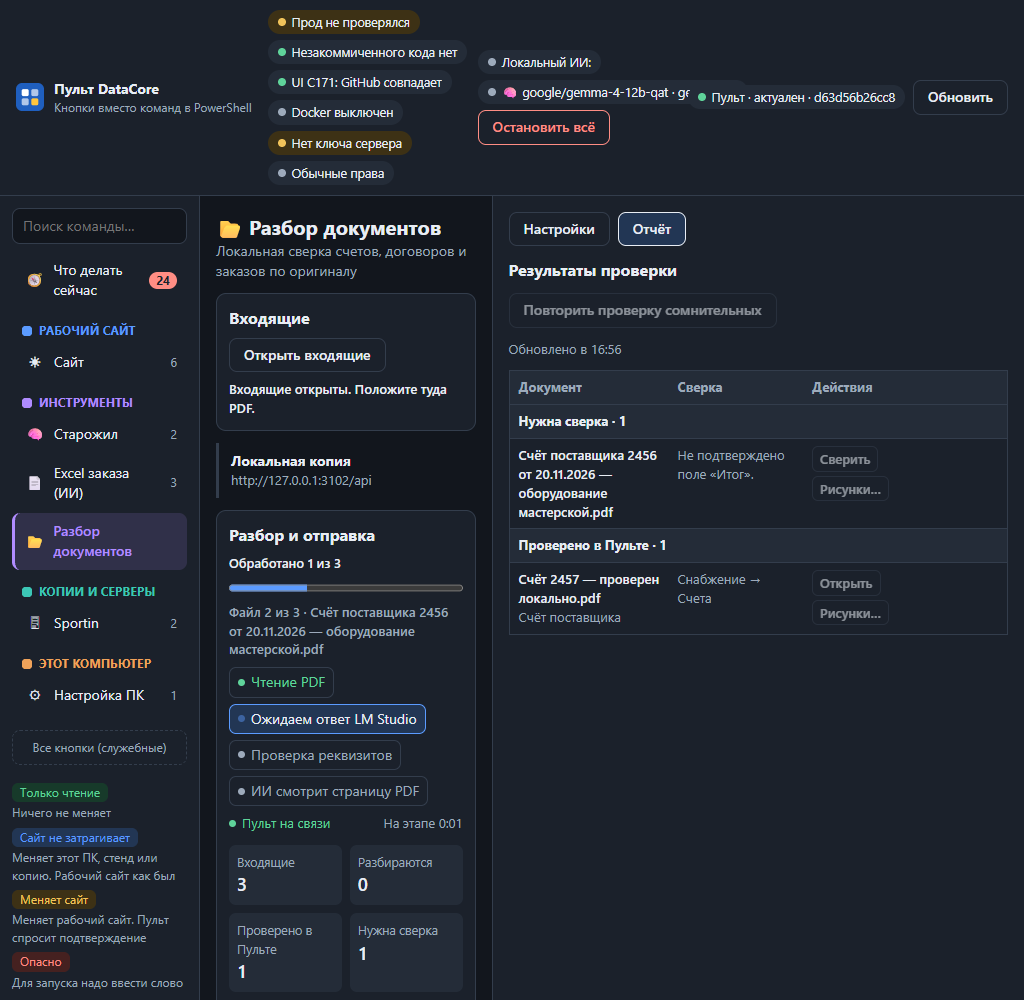 Пульт DataCore
Кнопки вместо команд в PowerShell
Прод не проверялся
Незакоммиченного кода нет
UI C171: GitHub совпадает
Docker выключен
Нет ключа сервера
Обычные права
Локальный ИИ:
google/gemma-4-12b-qat · ge
Остановить всё
Пульт · актуален · d63d56b26cc8
Обновить
Поиск команды...
Что делать
сейчас
24
РАБОЧИЙ САЙТ
Сайт 6
ИНСТРУМЕНТЫ
Старожил 2
Excel заказа
(ИИ)
3
Разбор
документов
КОПИИ И СЕРВЕРЫ
Sportin 2
ЭТОТ КОМПЬЮТЕР
Настройка ПК 1
Все кнопки (служебные)
Только чтение
Ничего не меняет
Сайт не затрагивает
Меняет этот ПК, стенд или
копию. Рабочий сайт как был
Меняет сайт
Меняет рабочий сайт. Пульт
спросит подтверждение
Опасно
Для запуска надо ввести слово
Разбор документов
Локальная сверка счетов, договоров и
заказов по оригиналу
Входящие
Открыть входящие
Входящие открыты. Положите туда
PDF.
Локальная копия
http://127.0.0.1:3102/api
Разбор и отправка
Обработано 1 из 3
Файл 2 из 3 · Счёт поставщика 2456
от 20.11.2026 — оборудование
мастерской.pdf
Чтение PDF
Ожидаем ответ LM Studio
Проверка реквизитов
ИИ смотрит страницу PDF
Пульт на связи На этапе 0:01
Входящие
3
Разбираются
0
Проверено в
Пульте
1
Нужна сверка
1
Настройки
Отчёт
Результаты проверки
Повторить проверку сомнительных
Обновлено в 16:56
Документ Сверка Действия
Нужна сверка · 1
Счёт поставщика 2456
от 20.11.2026 —
оборудование
мастерской.pdf
Не подтверждено
поле «Итог».
Сверить
Рисунки...
Проверено в Пульте · 1
Счёт 2457 — проверен
локально.pdf
Счёт поставщика
Снабжение →
Счета
Открыть
Рисунки...